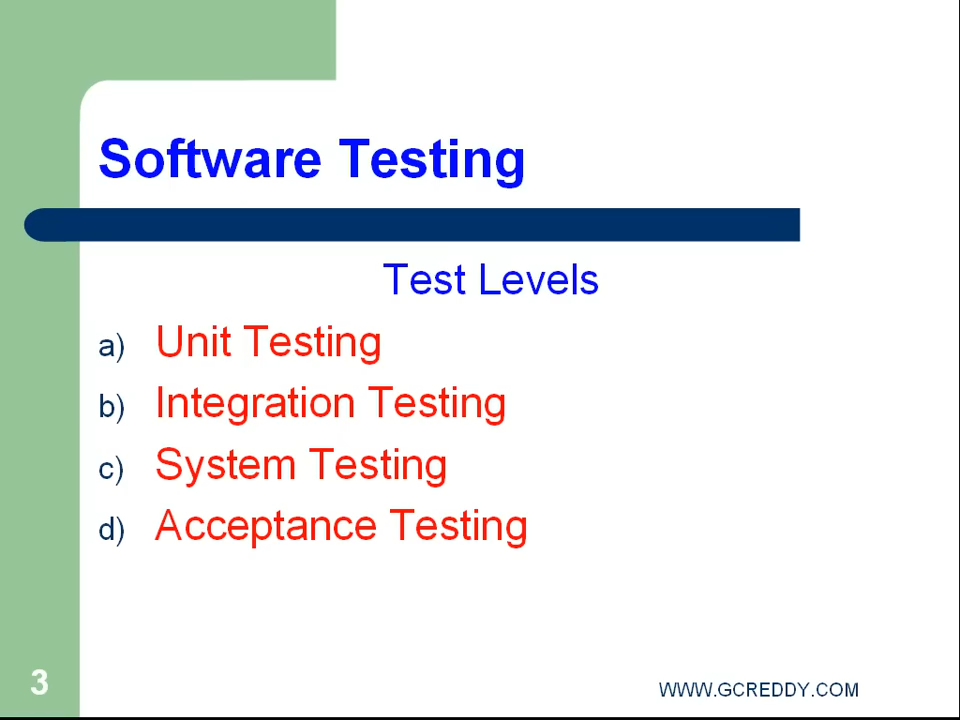 Software Testing
Test Levels
a) Unit Testing
b) Integration Testing
c) System Testing
d) Acceptance Testing
3
WWW.GCREDDY.COM